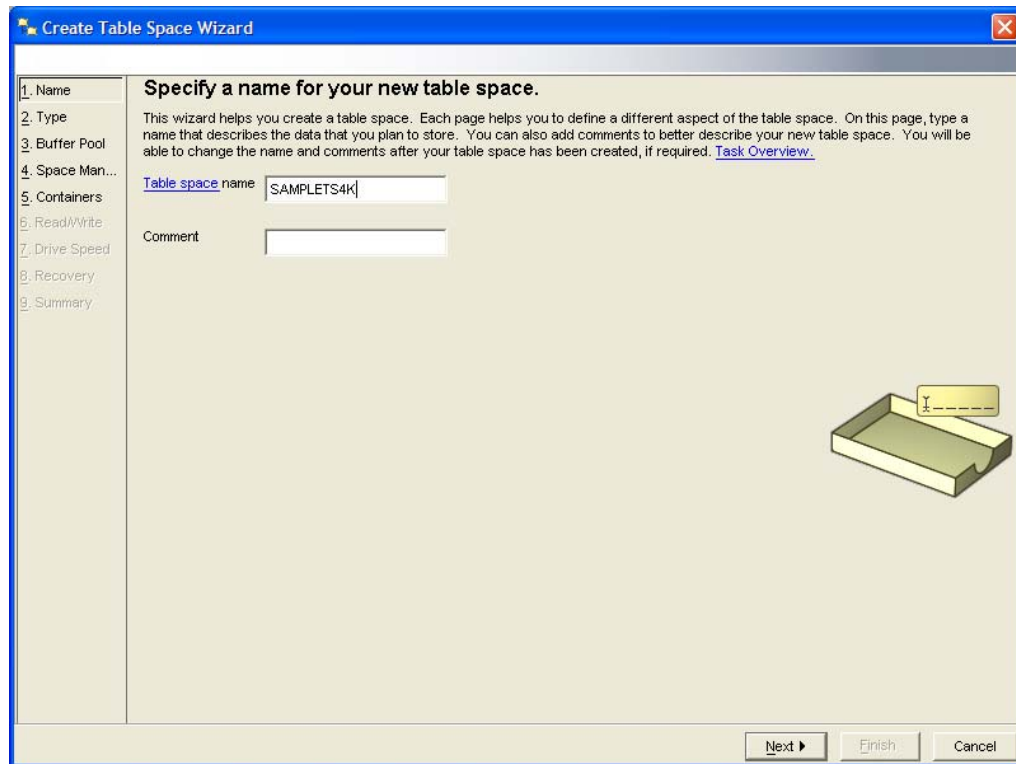 Create Table Space Wizard
1. Name
2. Type
3. Buffer Pool
4. Space Man...
5. Containers
6. Read/Write
7. Drive Speed
8. Recovery
9. Summary
Specify a name for your new table space.
This wizard helps you create a table space. Each page helps you to define a different aspect of the table space. On this page, type a
name that describes the data that you plan to store. You can also add comments to better describe your new table space. You will be
able to change the name and comments after your table space has been created, if required. Task Overview.
Table space name SAMPLETS4K
Comment
Next
Finish
Cancel